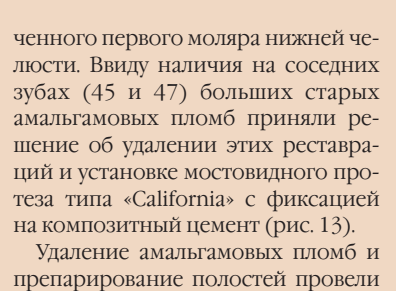 ченного первого моляра нижней че-
люсти. Ввиду наличия на соседних
зубах (45 и 47) больших старых
амальгамовых пломб приняли ре-
шение об удалении этих реставра-
ций и установке мостовидного про-
теза типа «California» с фиксацией
на композитный цемент (рис. 13).
Удаление амальгамовых пломб и
препарирование полостей провели